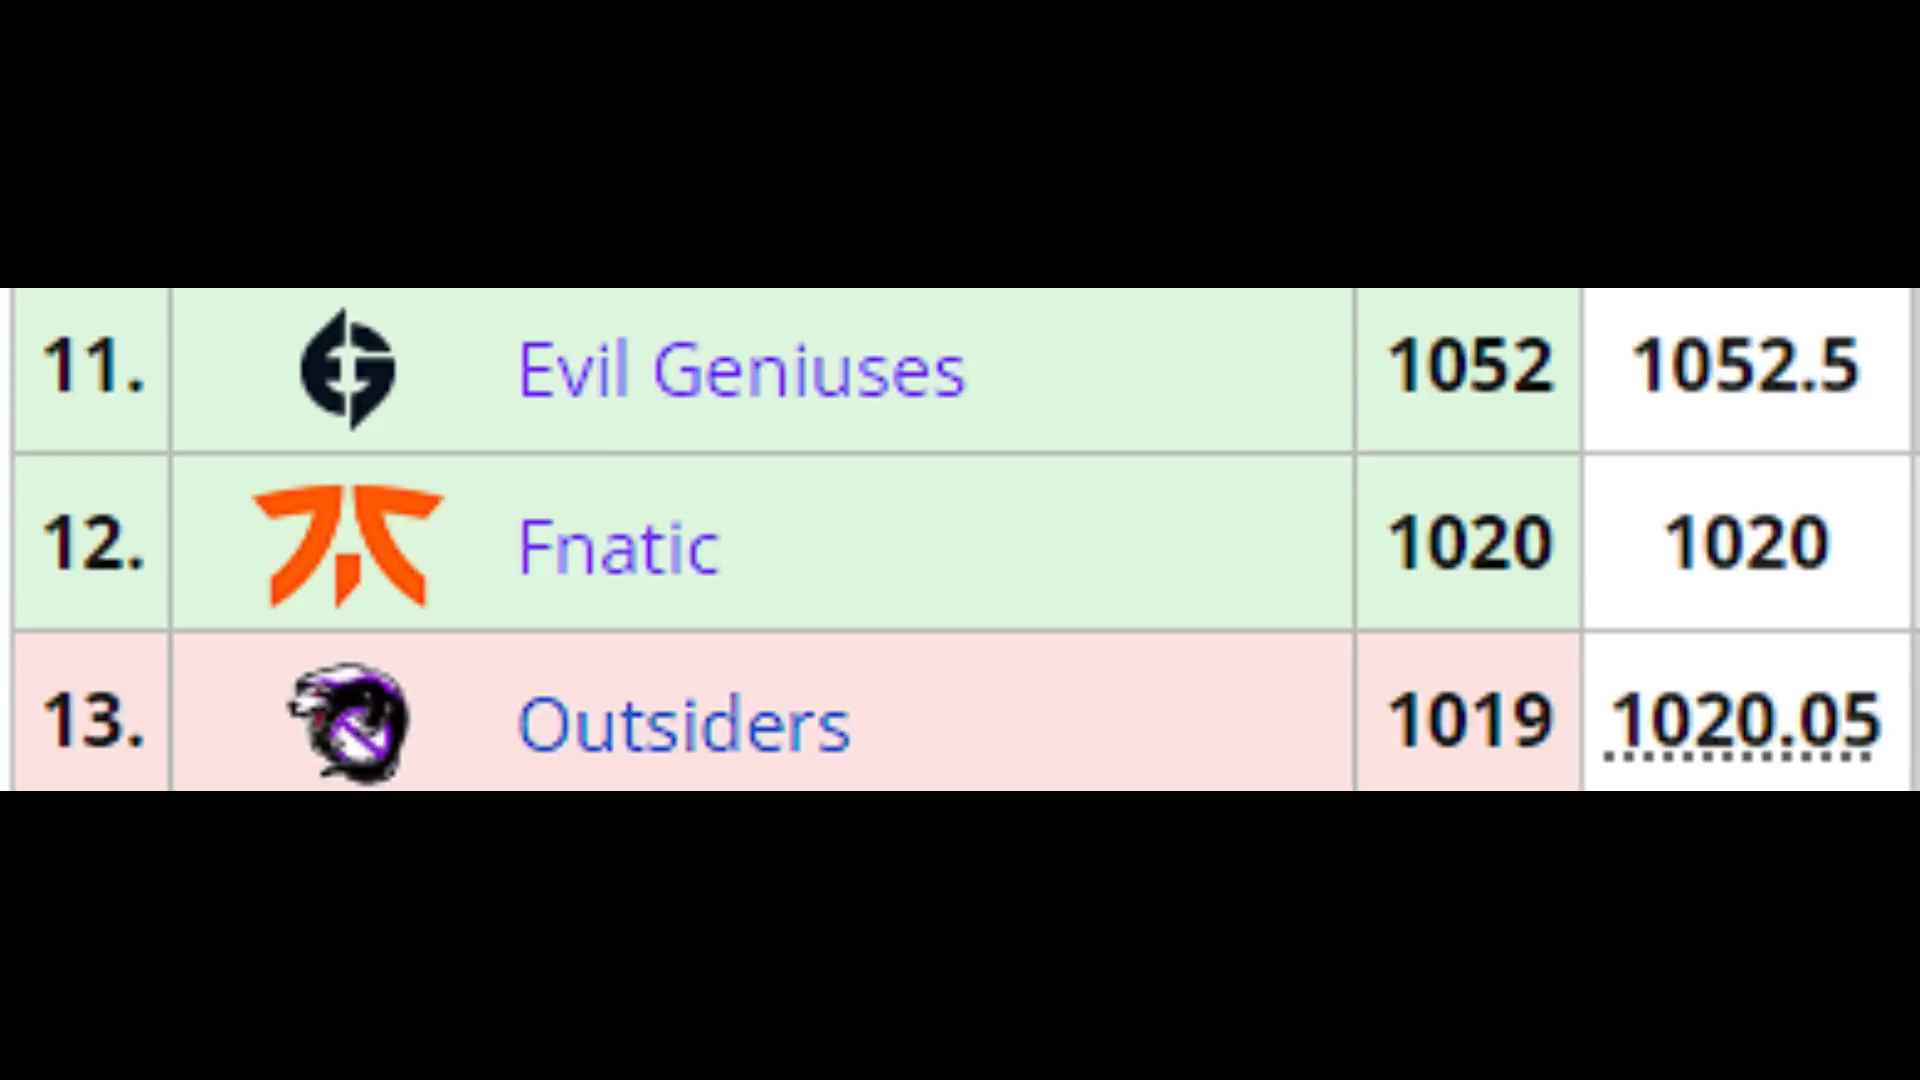 11. Evil Geniuses 1052 1052.5
12. Fnatic 1020 1020
13. Outsiders 1019 1020.05